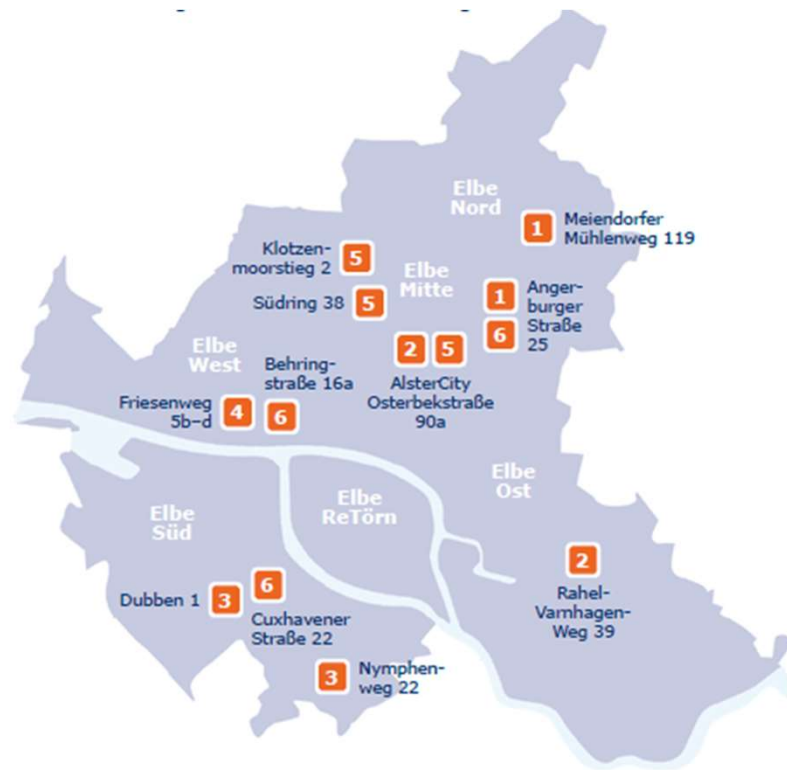 Elbe
Nord
1
Meiendorfer
Mühlenweg 119
Klotzen-
moorstieg 2
5
Elbe
Mitte
Südring 38
5
1
6
Anger-
burger
Straße
25
2
5
AlsterCity
Osterbekstraße
90a
Elbe
West
Behring-
straße 16a
6
Friesenweg
5b–d
4
Elbe
Ost
Elbe
ReTörn
Elbe
Süd
2
Rahel-
Varnhagen-
Weg 39
Dubben 1
3
6
Cuxhavener
Straße 22
3
Nymphen-
weg 22